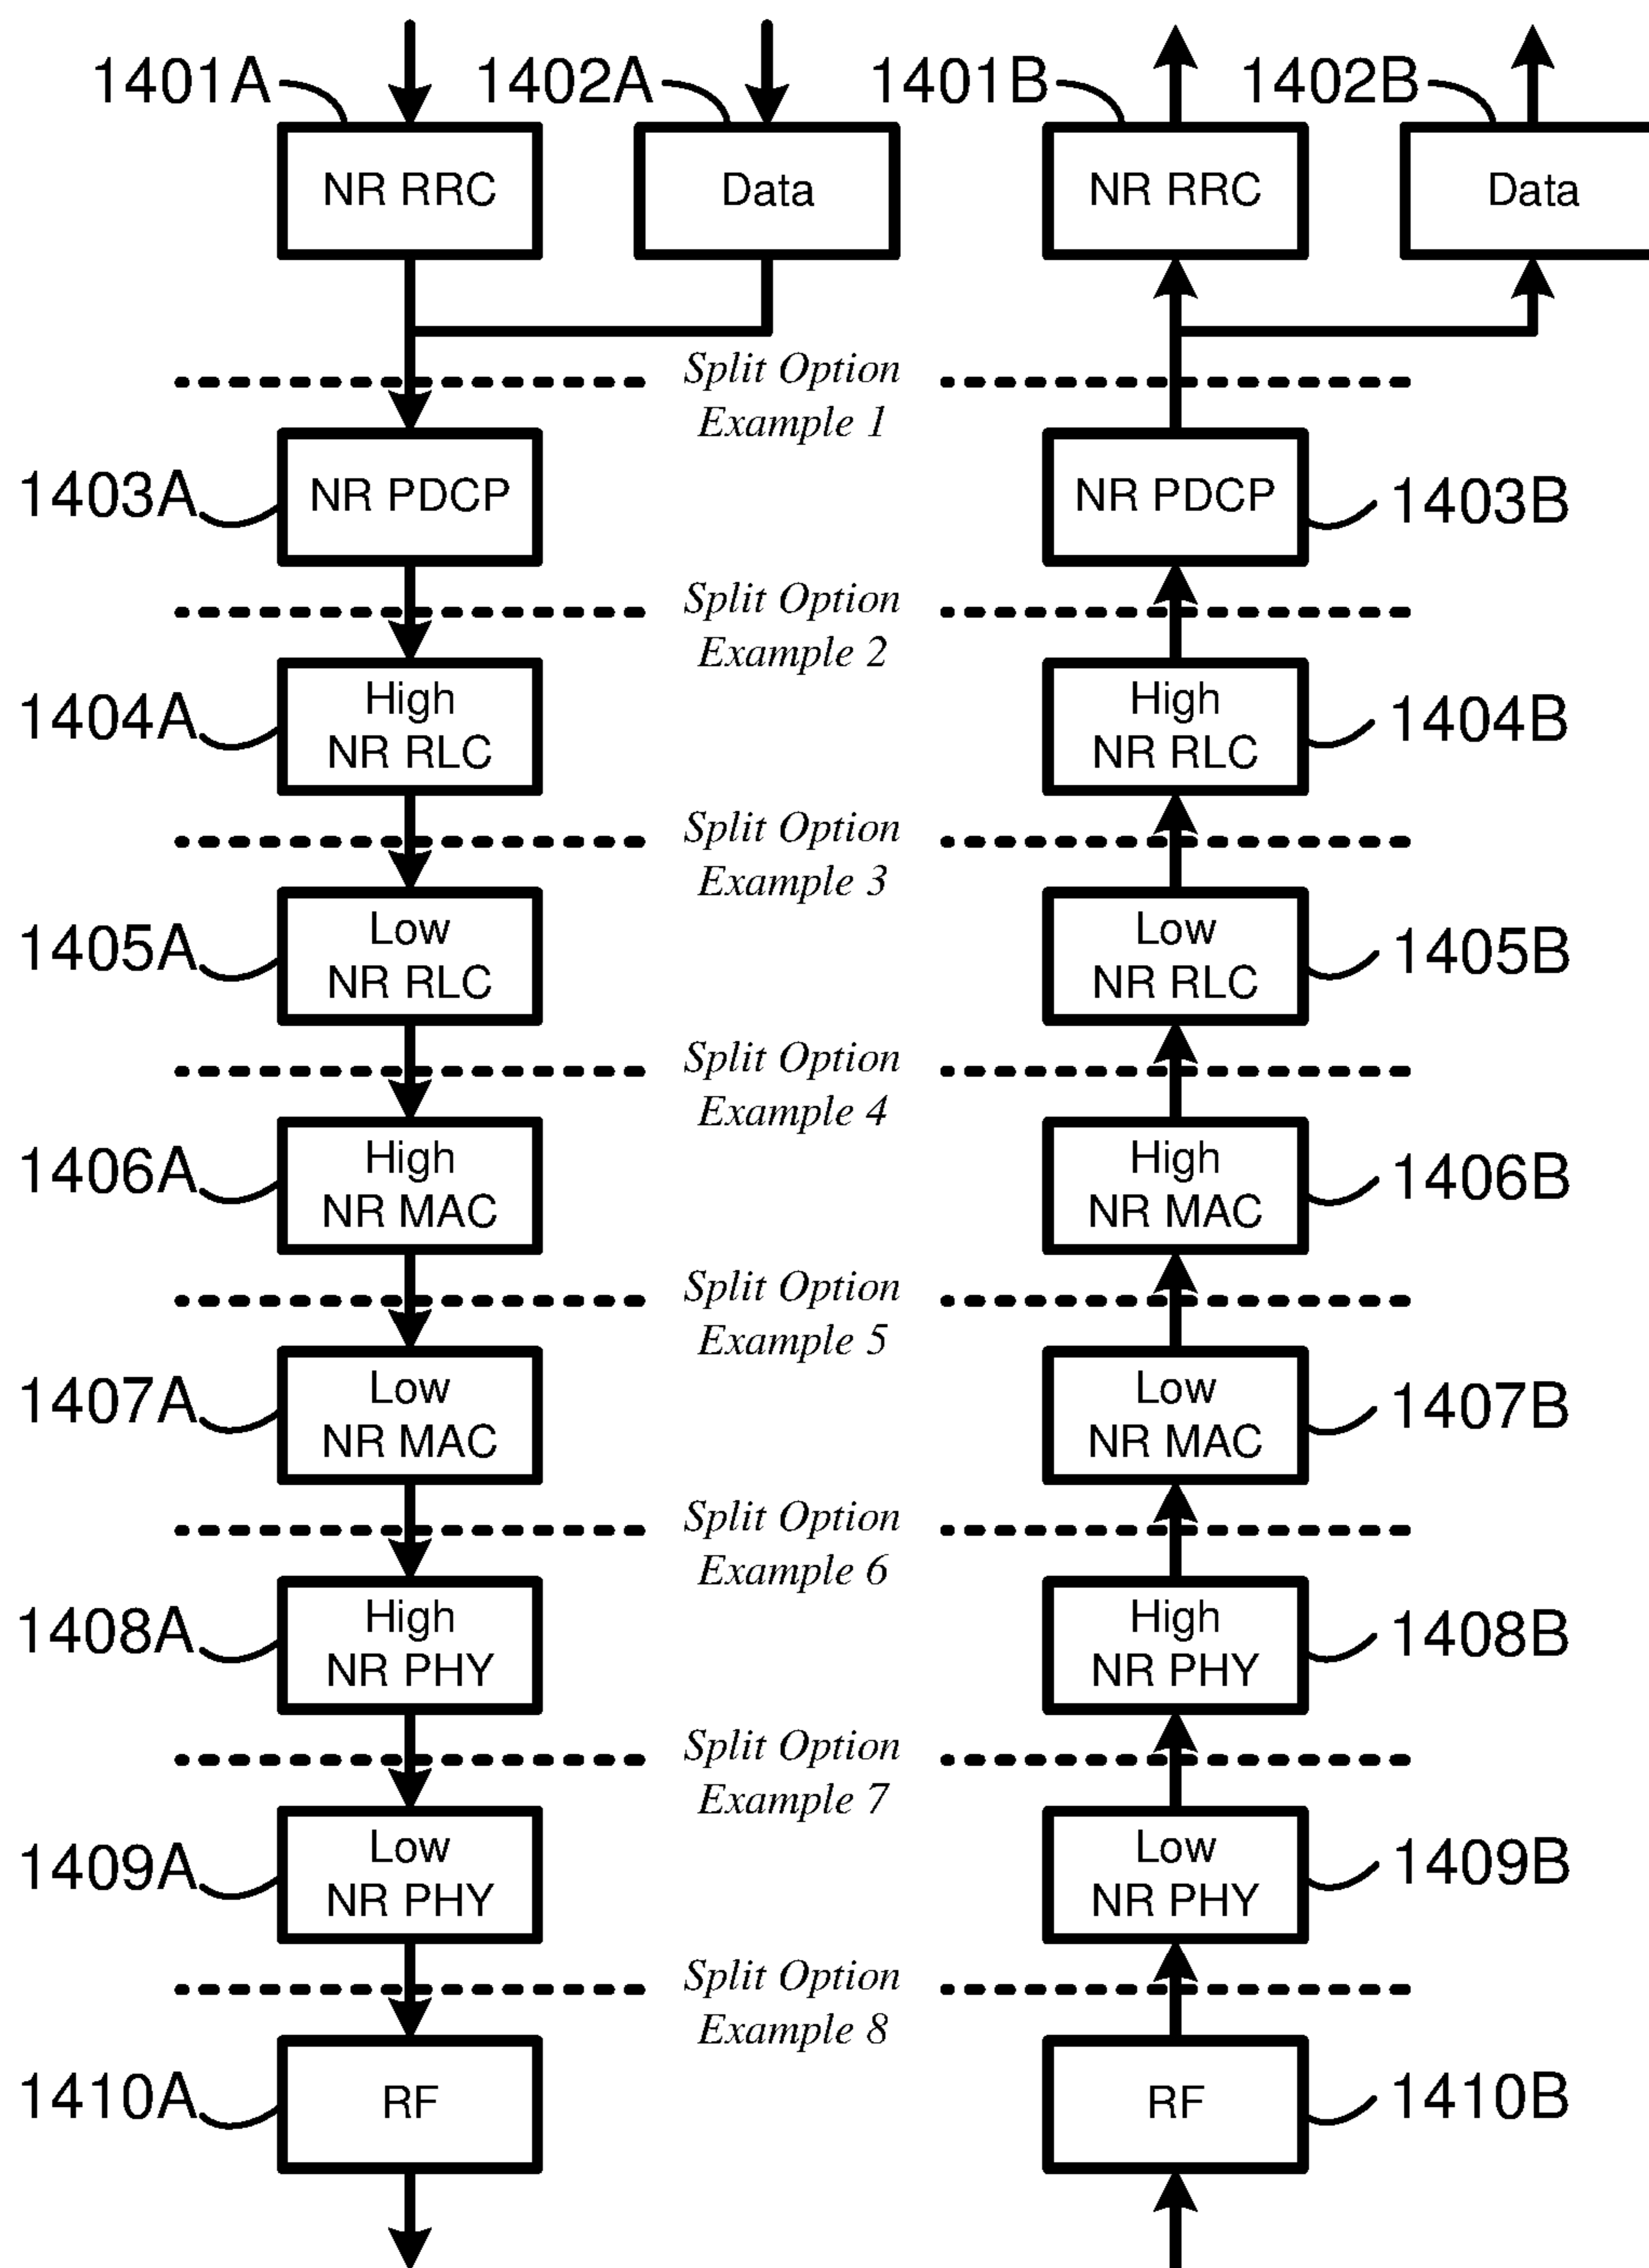 1401A 1402A 1401B 1402B
NR RRC Data NR RRC Data
Split Option
Example 1
1403A NR PDCP NR PDCP 1403B
Split Option
Example 2
High High
1404A NR RLC NR RLC 1404B
Split Option
Example 3
Low Low
1405A NR RLC NR RLC 1405B
Split Option
Example 4
High High
1406A NR MAC NR MAC 1406B
Split Option
Example 5
Low Low
1407A NR MAC NR MAC 1407B
Split Option
Example 6
High High
1408A NR PHY NR PHY 1408B
Split Option
Example 7
Low Low
1409A NR PHY NR PHY 1409B
Split Option
Example 8
1410A RF RF 1410B